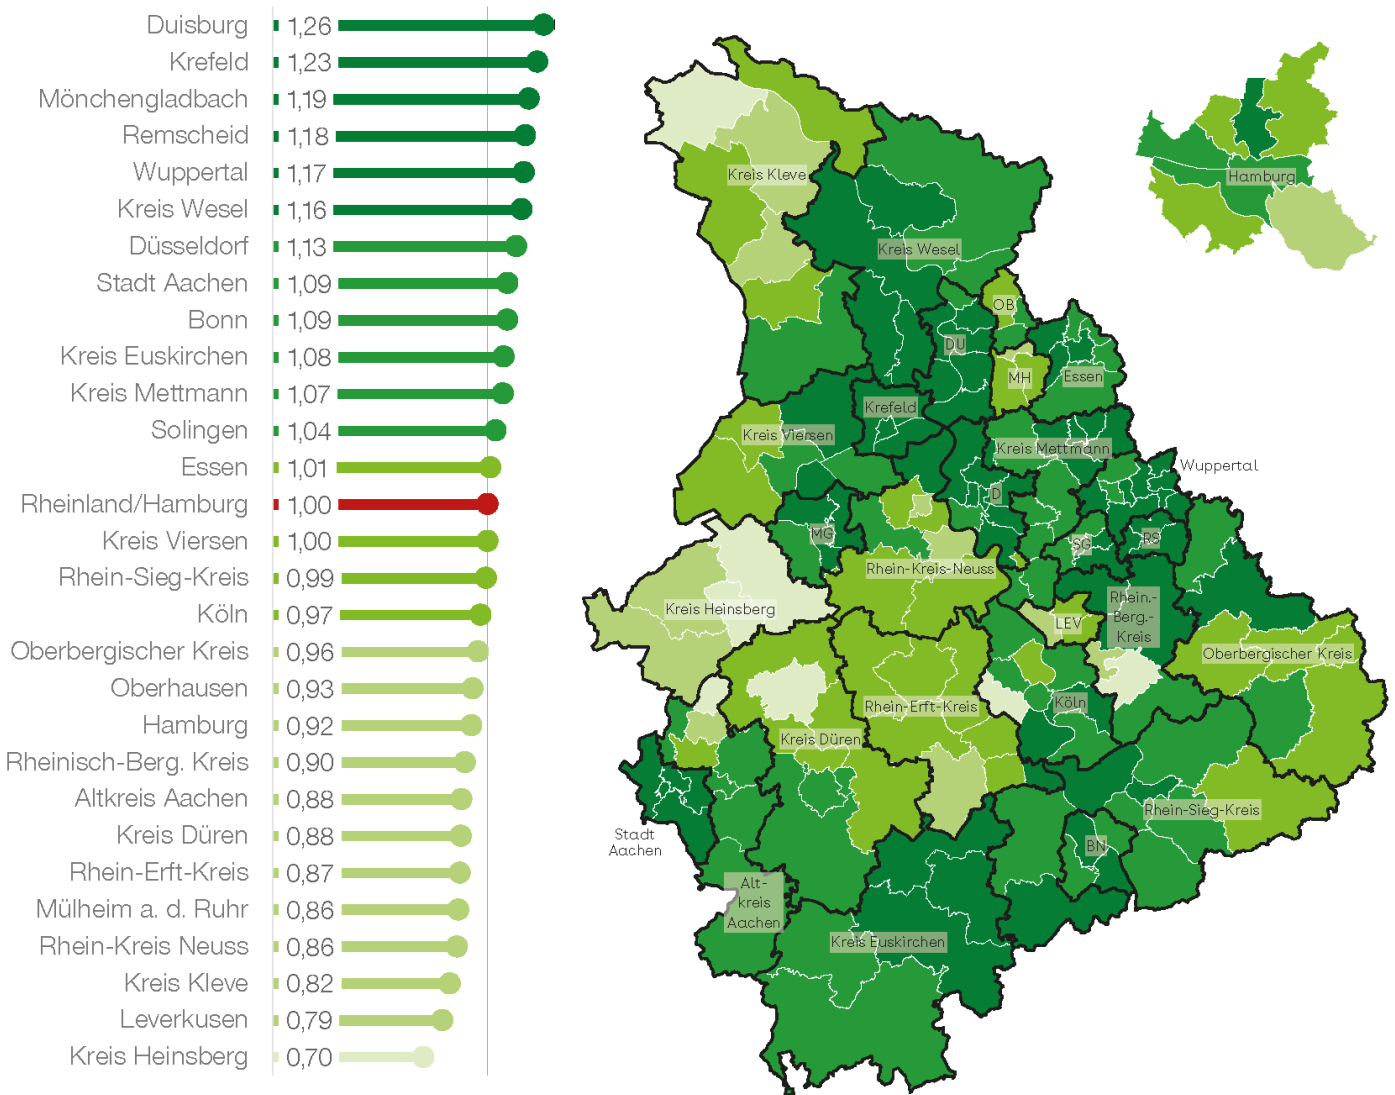 Duisburg 1,26
Krefeld 1,23
Mönchengladbach 1,19
Remscheid 1,18
Wuppertal 1,17
Kreis Wesel 1,16
Düsseldorf 1,13
Stadt Aachen 1,09
Bonn 1,09
Kreis Euskirchen 1,08
Kreis Mettmann 1,07
Solingen 1,04
Essen 1,01
Rheinland/Hamburg 1,00
Kreis Viersen 1,00
Rhein-Sieg-Kreis 0,99
Köln 0,97
Oberbergischer Kreis 0,96
Oberhausen 0,93
Hamburg 0,92
Rheinisch-Berg. Kreis 0,90
Altkreis Aachen 0,88
Kreis Düren 0,88
Rhein-Erft-Kreis 0,87
Mülheim a. d. Ruhr 0,86
Rhein-Kreis Neuss 0,86
Kreis Kleve 0,82
Leverkusen 0,79
Kreis Heinsberg 0,70
Kreis Kleve
Hamburg
Kreis Wesel
OB
DU
MH
Essen
Krefeld
Kreis Viersen
Kreis Mettmann
Wuppertal
D
MG
SG
RS
Rhein-Kreis-Neuss
Kreis Heinsberg
Rhein.-
Berg.-
Kreis
LEV
Oberbergischer Kreis
Rhein-Erft-Kreis
Köln
Kreis Düren
Rhein-Sieg-Kreis
Stadt
Aachen
BN
Alt-
kreis
Aachen
Kreis Euskirchen